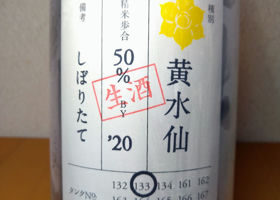 種別
黄水仙
精米歩合
50%
生酒
BY
'20
備考
しぼりたて
タンクNo.
132 133 134 161 162